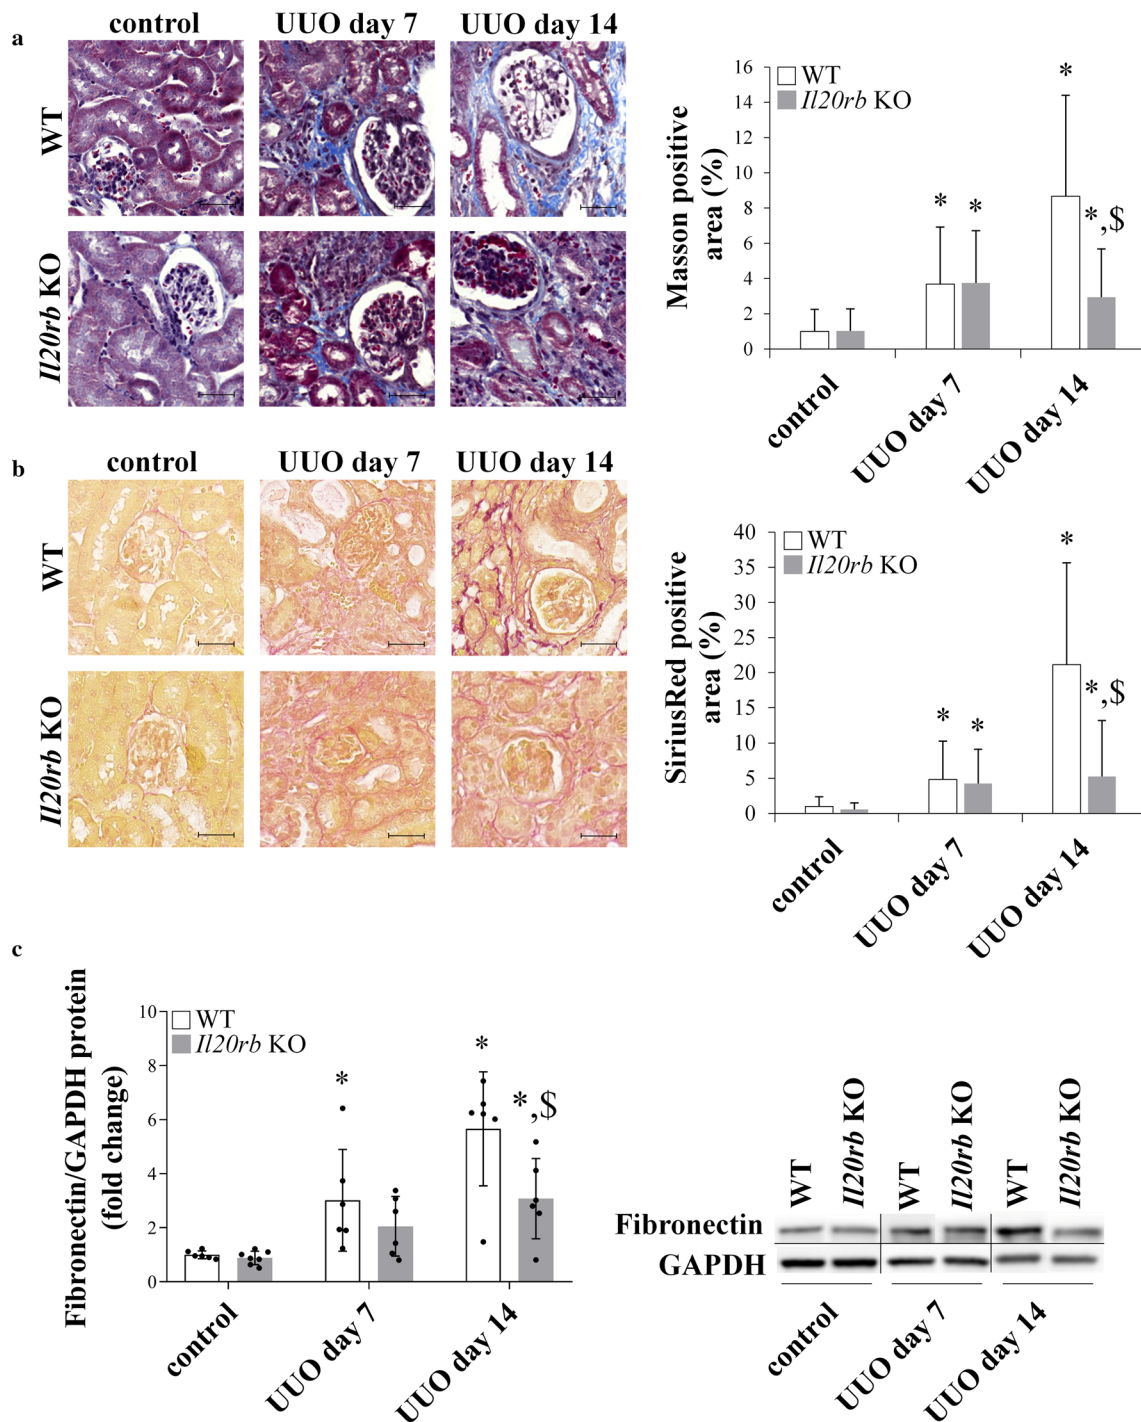 a
control
UUO day 7
UUO day 14
WT
Il20rb KO
Masson positive
area (%)
16
14
12
10
8
6
4
2
0
WT
Il20rb KO
*
*
*
*,$
control
UUO day 7
UUO day 14
b
control
UUO day 7
UUO day 14
WT
Il20rb KO
SiriusRed positive
area (%)
40
35
30
25
20
15
10
5
0
WT
Il20rb KO
*
*
*
*,$
control
UUO day 7
UUO day 14
c
Fibronectin/GAPDH protein
(fold change)
10
8
6
4
2
0
WT
Il20rb KO
*
*
*,$
control
UUO day 7
UUO day 14
WT
Il20rb KO
WT
Il20rb KO
WT
Il20rb KO
Fibronectin
GAPDH
control
UUO day 7
UUO day 14